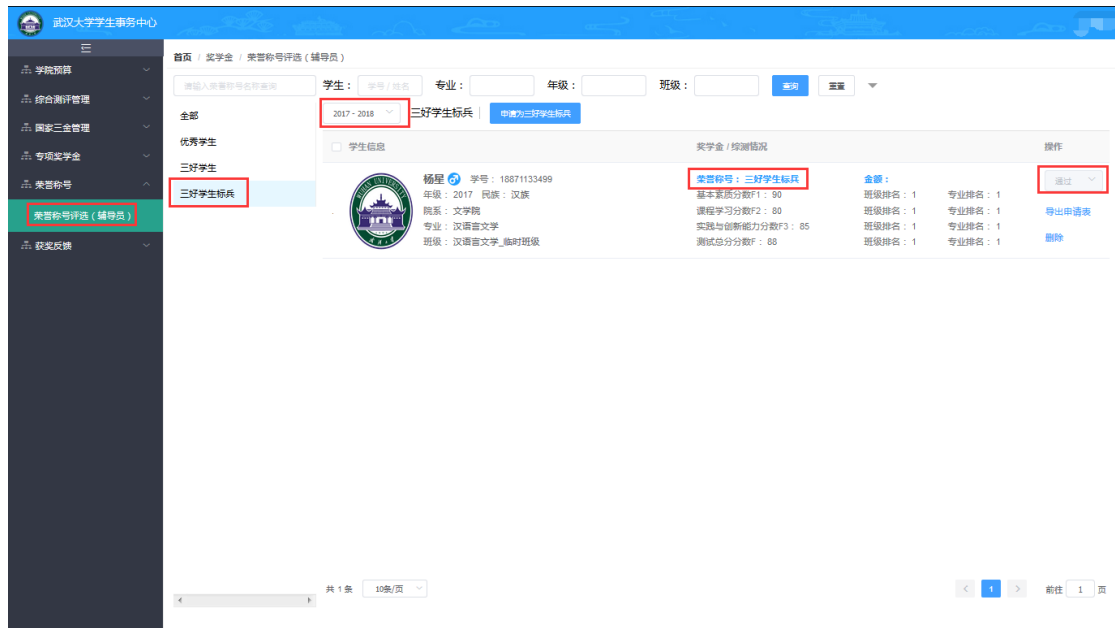 武汉大学学生事务中心
首页 / 奖学金 / 荣誉称号评选 ( 辅导员 )
学院预算
综合测评管理
国家三金管理
专项奖学金
荣誉称号
荣誉称号评选 ( 辅导员 )
获奖反馈
请输入荣誉称号名称查询
全部
优秀学生
三好学生
三好学生标兵
学生： 学号 / 姓名 专业： 年级： 班级： 查询 重置
2017 - 2018 三好学生标兵 申请为三好学生标兵
学生信息 奖学金 / 综测情况 操作
杨星 学号： 18871133499
年级： 2017 民族： 汉族
院系： 文学院
专业： 汉语言文学
班级： 汉语言文学_临时班级
荣誉称号： 三好学生标兵 金额：
基本素质分数F1： 90 班级排名： 1 专业排名： 1
课程学习分数F2： 80 班级排名： 1 专业排名： 1
实践与创新能力分数F3： 85 班级排名： 1 专业排名： 1
测试总分分数F： 88 班级排名： 1 专业排名： 1
通过
导出申请表
删除
共 1 条 10条/页 1 前往 1 页